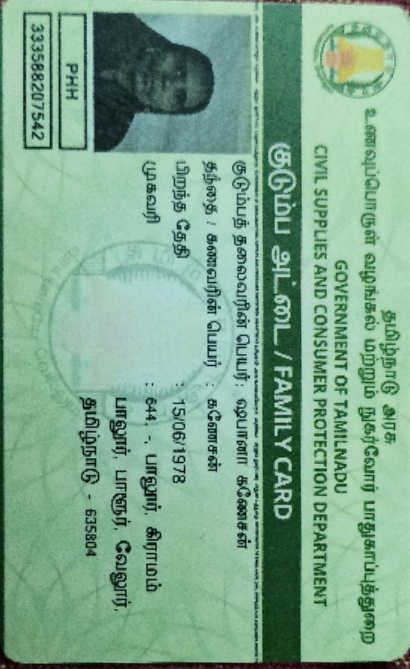 தமிழ்நாடு அரசு
உணவுப்பொருள் வழங்கல் மற்றும் நுகர்வோர் பாதுகாப்புத்துறை
GOVERNMENT OF TAMILNADU
CIVIL SUPPLIES AND CONSUMER PROTECTION DEPARTMENT
குடும்ப அட்டை / FAMILY CARD
குடும்பத் தலைவரின் பெயர் : ஷபானா கணேசன்
தந்தை / கணவரின் பெயர் : கணேசன்
பிறந்த தேதி : 15/06/1978
முகவரி : 644, -, பாலூர், கிராமம்
பாலூர், பாளூர், வேலூர்,
தமிழ்நாடு - 635804
PHH
333588207542